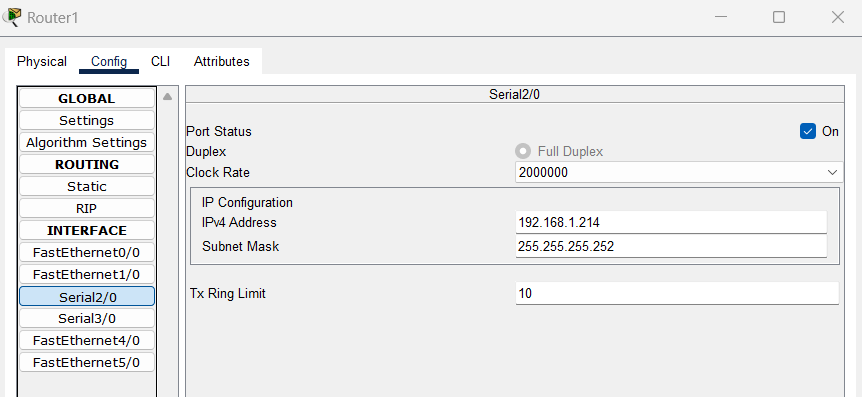 Router1
Physical Config CLI Attributes
GLOBAL
Settings
Algorithm Settings
ROUTING
Static
RIP
INTERFACE
FastEthernet0/0
FastEthernet1/0
Serial2/0
Serial3/0
FastEthernet4/0
FastEthernet5/0
Serial2/0
Port Status On
Duplex Full Duplex
Clock Rate 2000000
IP Configuration
IPv4 Address 192.168.1.214
Subnet Mask 255.255.255.252
Tx Ring Limit 10